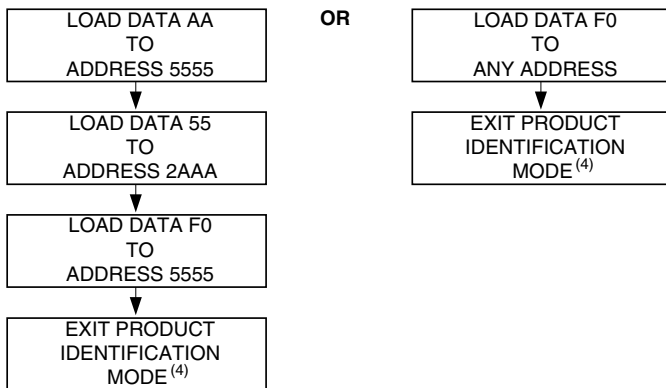 LOAD DATA AA
TO
ADDRESS 5555
LOAD DATA 55
TO
ADDRESS 2AAA
LOAD DATA F0
TO
ADDRESS 5555
EXIT PRODUCT
IDENTIFICATION
MODE(4)
OR
LOAD DATA F0
TO
ANY ADDRESS
EXIT PRODUCT
IDENTIFICATION
MODE(4)